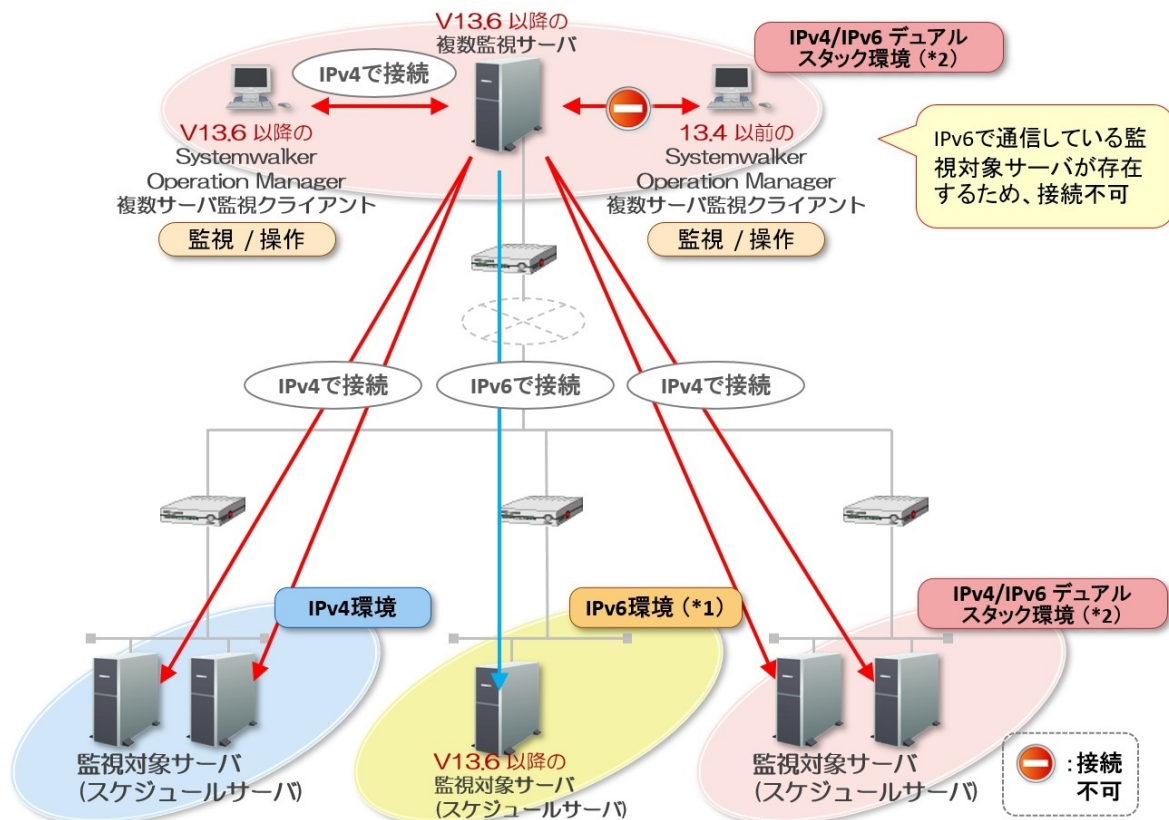 V13.6 以降の
複数監視サーバ
IPv4/IPv6 デュアル
スタック環境（*2）
IPv4で接続
V13.6 以降の
Systemwalker
Operation Manager
複数サーバ監視クライアント
監視 / 操作
13.4 以前の
Systemwalker
Operation Manager
複数サーバ監視クライアント
監視 / 操作
IPv6で通信している監
視対象サーバが存在
するため、接続不可
IPv4で接続
IPv6で接続
IPv4で接続
IPv4環境
IPv6環境（*1）
IPv4/IPv6 デュアル
スタック環境（*2）
監視対象サーバ
(スケジュールサーバ)
V13.6 以降の
監視対象サーバ
(スケジュールサーバ)
監視対象サーバ
(スケジュールサーバ)
:接続
不可